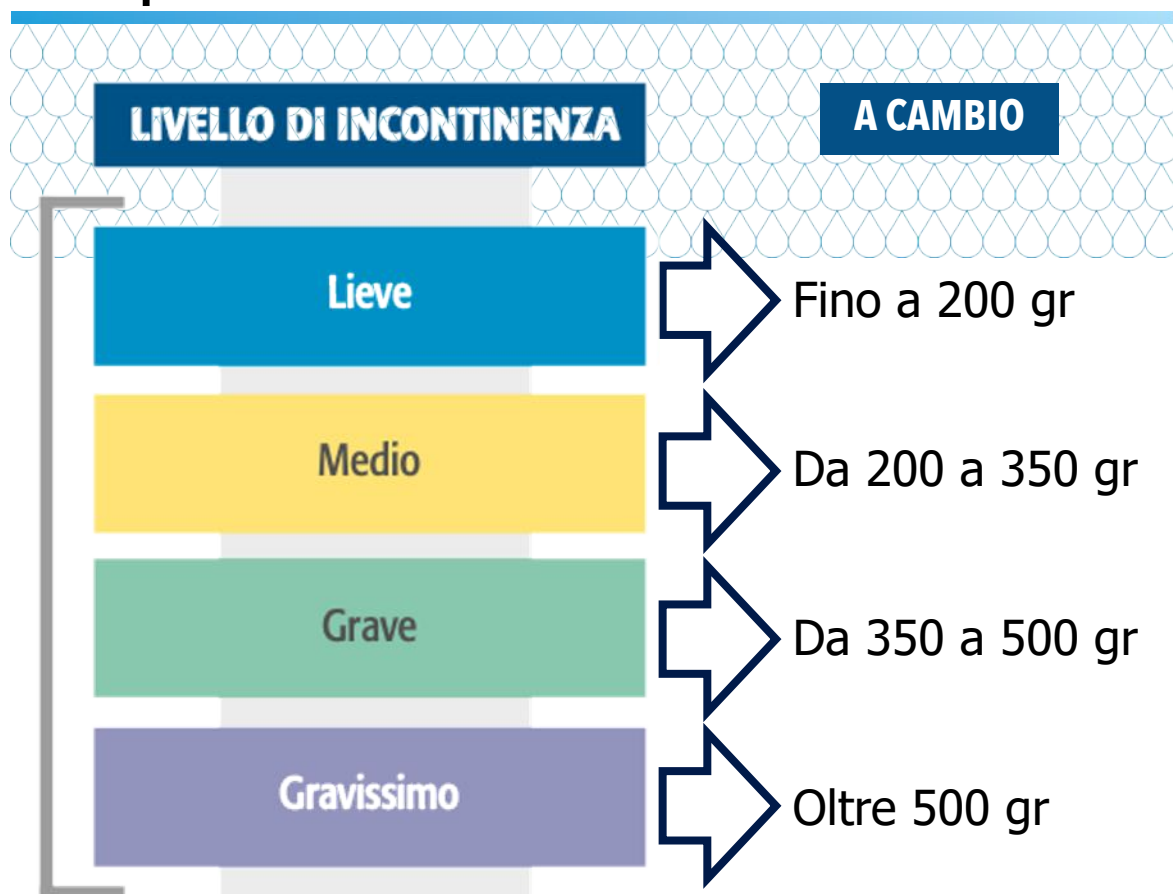 LIVELLO DI INCONTINENZA
A CAMBIO
Lieve
Fino a 200 gr
Medio
Da 200 a 350 gr
Grave
Da 350 a 500 gr
Gravissimo
Oltre 500 gr